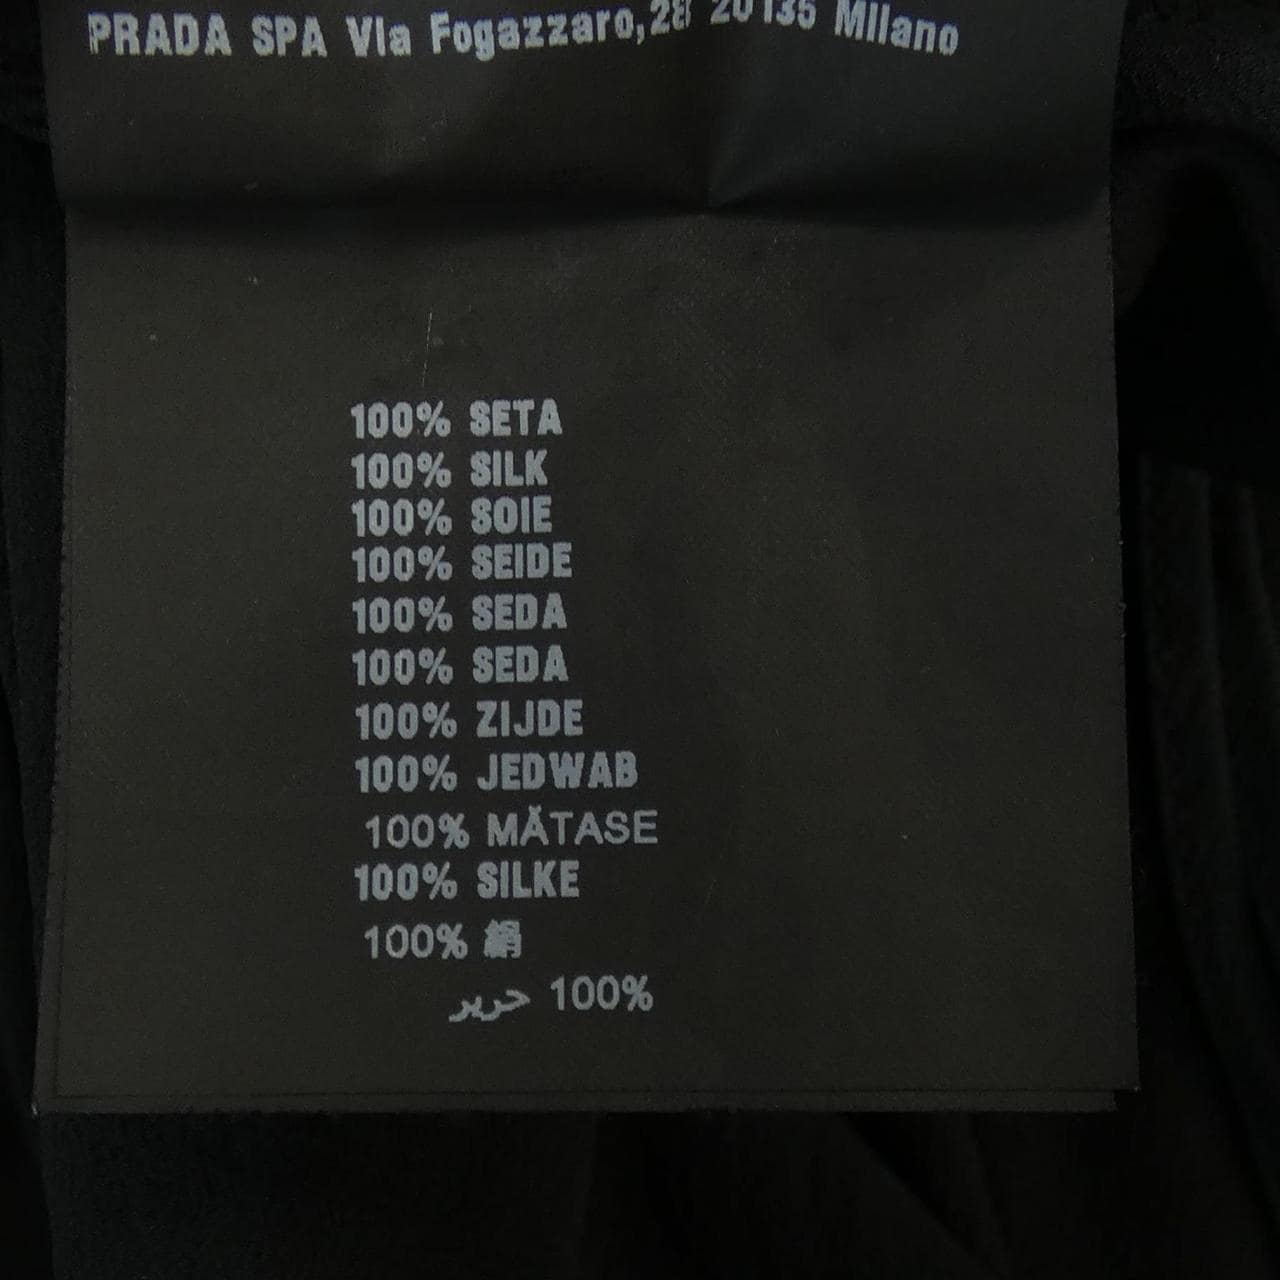 PRADA SPA Via Fogazzaro,28 20135 Milano
100% SETA
100% SILK
100% SOIE
100% SEIDE
100% SEDA
100% SEDA
100% ZIJDE
100% JEDWAB
100% MĂTASE
100% SILKE
100% 絹
100% حرير